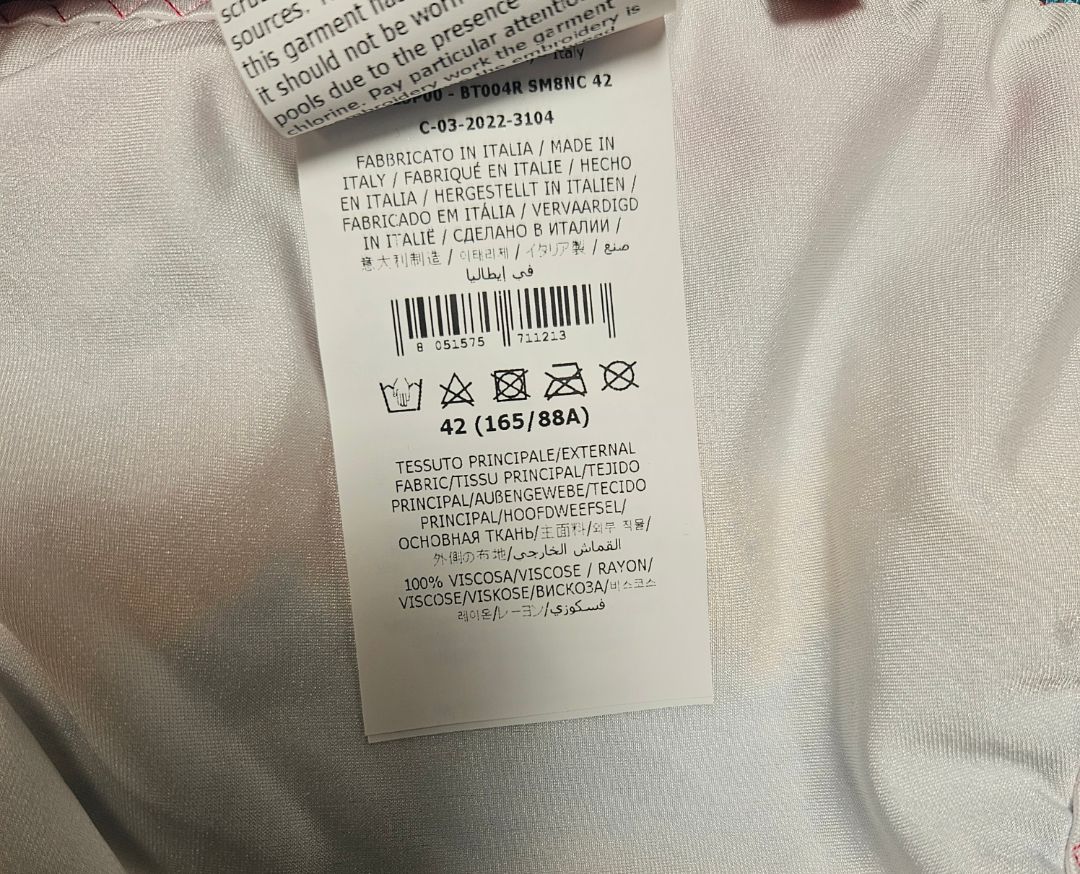 sources.
this garment has
it should not be worn
pools due to the presence
chlorine. Pay particular attention
work the garment
the embroidery is
Italy
- BT004R SM8NC 42
C-03-2022-3104
FABBRICATO IN ITALIA / MADE IN
ITALY / FABRIQUÉ EN ITALIE / HECHO
EN ITALIA / HERGESTELLT IN ITALIEN /
FABRICADO EM ITÁLIA / VERVAARDIGD
IN ITALIË / СДЕЛАНО В ИТАЛИИ /
意大利制造 / 이태리제 / イタリア製 / صنع
في إيطاليا
8 051575 711213
42 (165/88A)
TESSUTO PRINCIPALE/EXTERNAL
FABRIC/TISSU PRINCIPAL/TEJIDO
PRINCIPAL/AUßENGEWEBE/TECIDO
PRINCIPAL/HOOFDWEEFSEL/
ОСНОВНАЯ ТКАНЬ/主面料/외부 직물/
外側の布地/القماش الخارجي
100% VISCOSA/VISCOSE / RAYON/
VISCOSE/VISKOSE/ВИСКОЗА/비스코스
레이온/レーヨン/فسكوزي